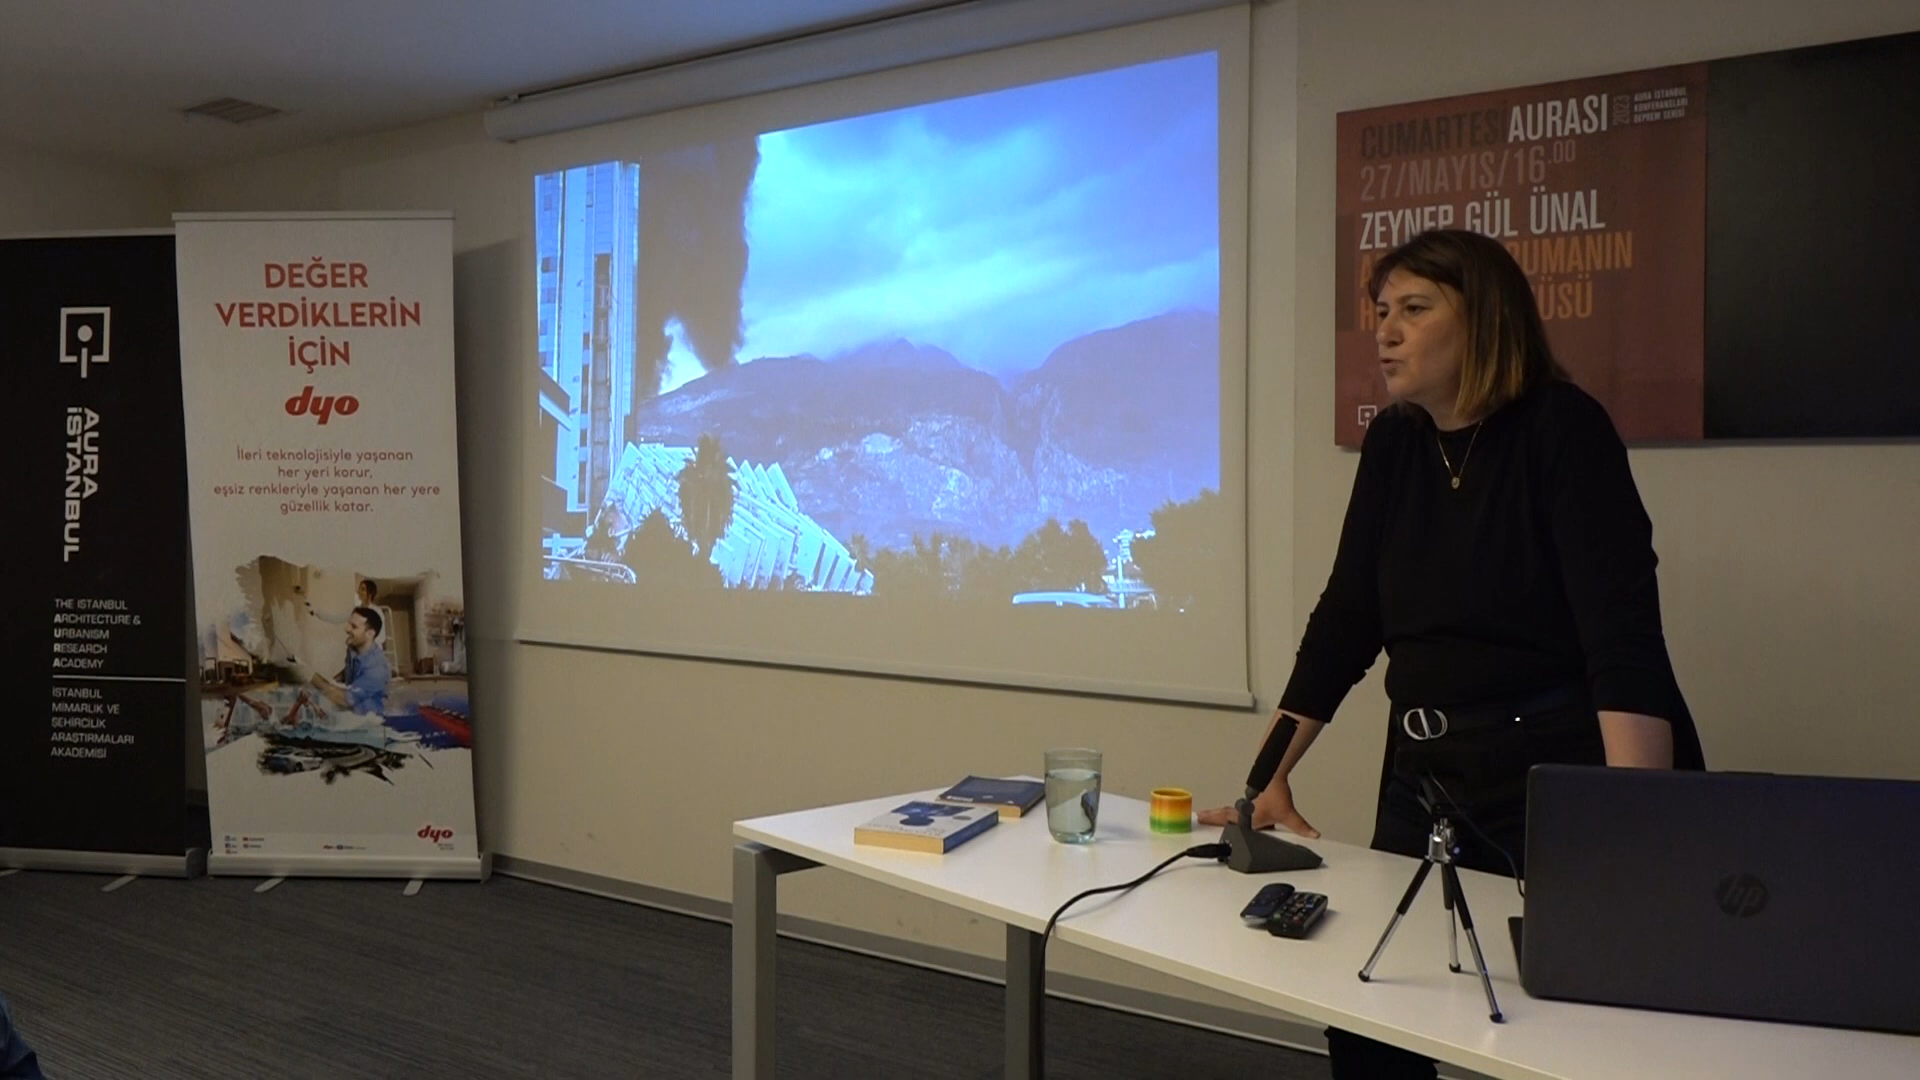 AURA
İSTANBUL
THE ISTANBUL
ARCHITECTURE &
URBANISM
RESEARCH
ACADEMY
İSTANBUL
MİMARLIK VE
ŞEHİRCİLİK
ARAŞTIRMALARI
AKADEMİSİ
DEĞER
VERDİKLERİN
İÇİN
dyo
İleri teknolojisiyle yaşanan
her yeri korur,
eşsiz renkleriyle yaşanan her yere
güzellik katar.
dyo
CUMARTESİ AURASI 2023
AURA İSTANBUL
KONFERANSLARI
DEPREM SERİSİ
27/MAYIS/16.00
ZEYNEP GÜL ÜNAL
hp